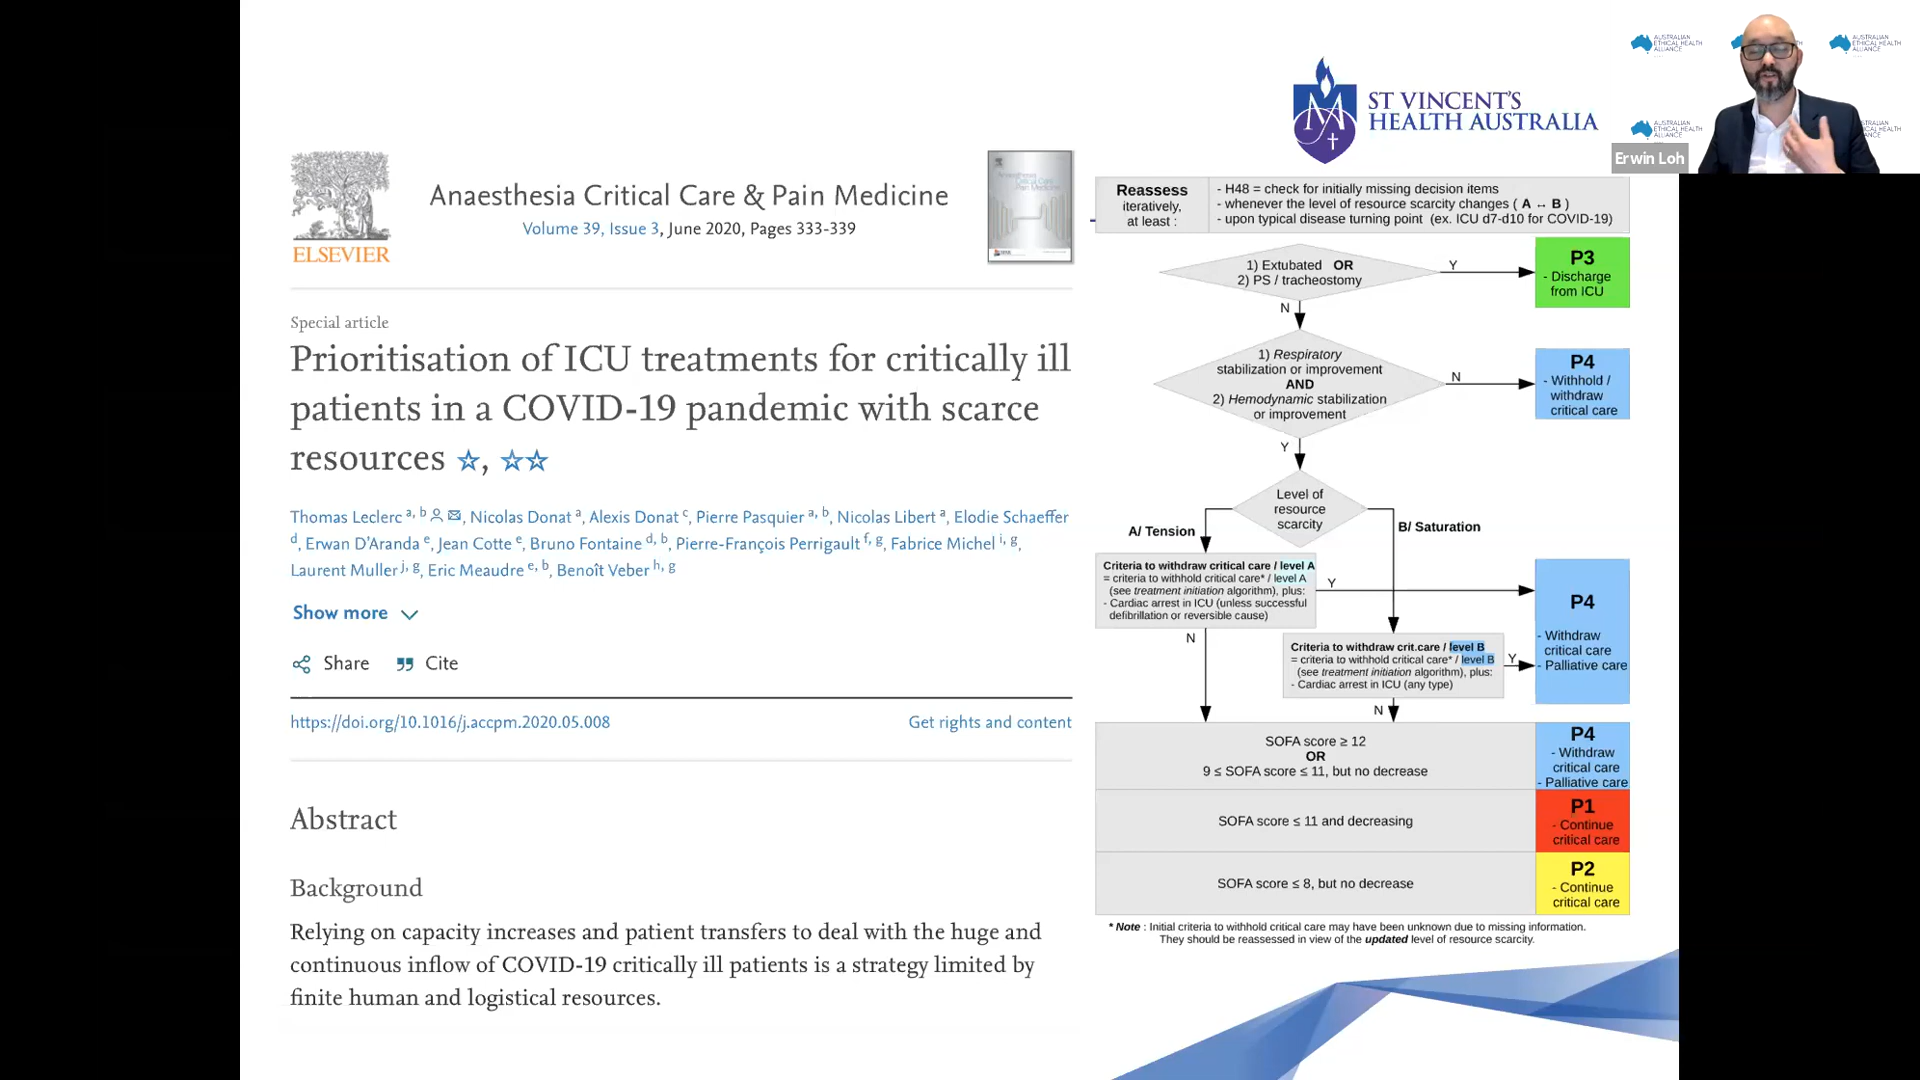 ELSEVIER
Anaesthesia Critical Care & Pain Medicine
Volume 39, Issue 3, June 2020, Pages 333-339
Special article
Prioritisation of ICU treatments for critically ill
patients in a COVID-19 pandemic with scarce
resources ☆, ☆☆
Thomas Leclerc a, b, Nicolas Donat a, Alexis Donat c, Pierre Pasquier a, b, Nicolas Libert a, Elodie Schaeffer
d, Erwan D'Aranda e, Jean Cotte e, Bruno Fontaine d, b, Pierre-François Perrigault f, g, Fabrice Michel i, g,
Laurent Muller j, g, Eric Meaudre e, b, Benoît Veber h, g
Show more
Share Cite
https://doi.org/10.1016/j.accpm.2020.05.008 Get rights and content
Abstract
Background
Relying on capacity increases and patient transfers to deal with the huge and
continuous inflow of COVID-19 critically ill patients is a strategy limited by
finite human and logistical resources.
ST VINCENT'S
HEALTH AUSTRALIA
Reassess
iteratively,
at least :
- H48 = check for initially missing decision items
- whenever the level of resource scarcity changes ( A ↔ B )
- upon typical disease turning point (ex. ICU d7-d10 for COVID-19)
1) Extubated OR
2) PS / tracheostomy
Y
P3
- Discharge
from ICU
N
1) Respiratory
stabilization or improvement
AND
2) Hemodynamic stabilization
or improvement
N
P4
- Withhold /
withdraw
critical care
Y
Level of
resource
scarcity
A/ Tension
B/ Saturation
Criteria to withdraw critical care / level A
= criteria to withhold critical care* / level A
(see treatment initiation algorithm), plus:
- Cardiac arrest in ICU (unless successful
defibrillation or reversible cause)
Y
N
Criteria to withdraw crit.care / level B
= criteria to withhold critical care* / level B
(see treatment initiation algorithm), plus:
- Cardiac arrest in ICU (any type)
Y
N
P4
- Withdraw
critical care
- Palliative care
SOFA score ≥ 12
OR
9 ≤ SOFA score ≤ 11, but no decrease
P4
- Withdraw
critical care
- Palliative care
SOFA score ≤ 11 and decreasing
P1
- Continue
critical care
SOFA score ≤ 8, but no decrease
P2
- Continue
critical care
* Note : Initial criteria to withhold critical care may have been unknown due to missing information.
They should be reassessed in view of the updated level of resource scarcity.
AUSTRALIAN
ETHICAL HEALTH
ALLIANCE
AUSTRALIAN
ETHICAL HEALTH
ALLIANCE
AUSTRALIAN
ETHICAL HEALTH
ALLIANCE
Erwin Loh